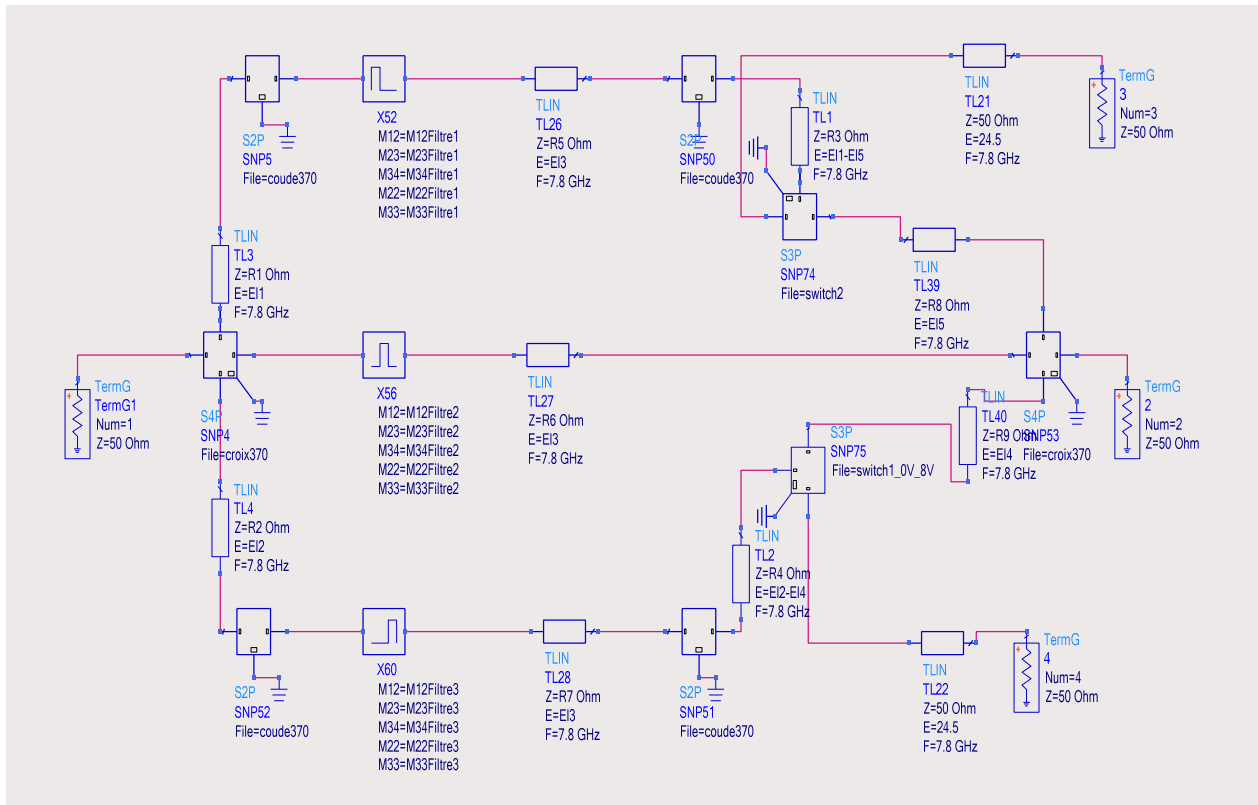 S2P
SNP5
File=coude370
X52
M12=M12Filtre1
M23=M23Filtre1
M34=M34Filtre1
M22=M22Filtre1
M33=M33Filtre1
TLIN
TL26
Z=R5 Ohm
E=El3
F=7.8 GHz
S2P
SNP50
File=coude370
TLIN
TL1
Z=R3 Ohm
E=El1-El5
F=7.8 GHz
TLIN
TL21
Z=50 Ohm
E=24.5
F=7.8 GHz
+
TermG
3
Num=3
Z=50 Ohm
S3P
SNP74
File=switch2
TLIN
TL39
Z=R8 Ohm
E=El5
F=7.8 GHz
TLIN
TL3
Z=R1 Ohm
E=El1
F=7.8 GHz
+
TermG
TermG1
Num=1
Z=50 Ohm
S4P
SNP4
File=croix370
X56
M12=M12Filtre2
M23=M23Filtre2
M34=M34Filtre2
M22=M22Filtre2
M33=M33Filtre2
TLIN
TL27
Z=R6 Ohm
E=El3
F=7.8 GHz
S3P
SNP75
File=switch1_0V_8V
TLIN
TL40
Z=R9 Ohm
E=El4
F=7.8 GHz
S4P
SNP53
File=croix370
+
TermG
2
Num=2
Z=50 Ohm
TLIN
TL4
Z=R2 Ohm
E=El2
F=7.8 GHz
TLIN
TL2
Z=R4 Ohm
E=El2-El4
F=7.8 GHz
S2P
SNP52
File=coude370
X60
M12=M12Filtre3
M23=M23Filtre3
M34=M34Filtre3
M22=M22Filtre3
M33=M33Filtre3
TLIN
TL28
Z=R7 Ohm
E=El3
F=7.8 GHz
S2P
SNP51
File=coude370
TLIN
TL22
Z=50 Ohm
E=24.5
F=7.8 GHz
+
TermG
4
Num=4
Z=50 Ohm